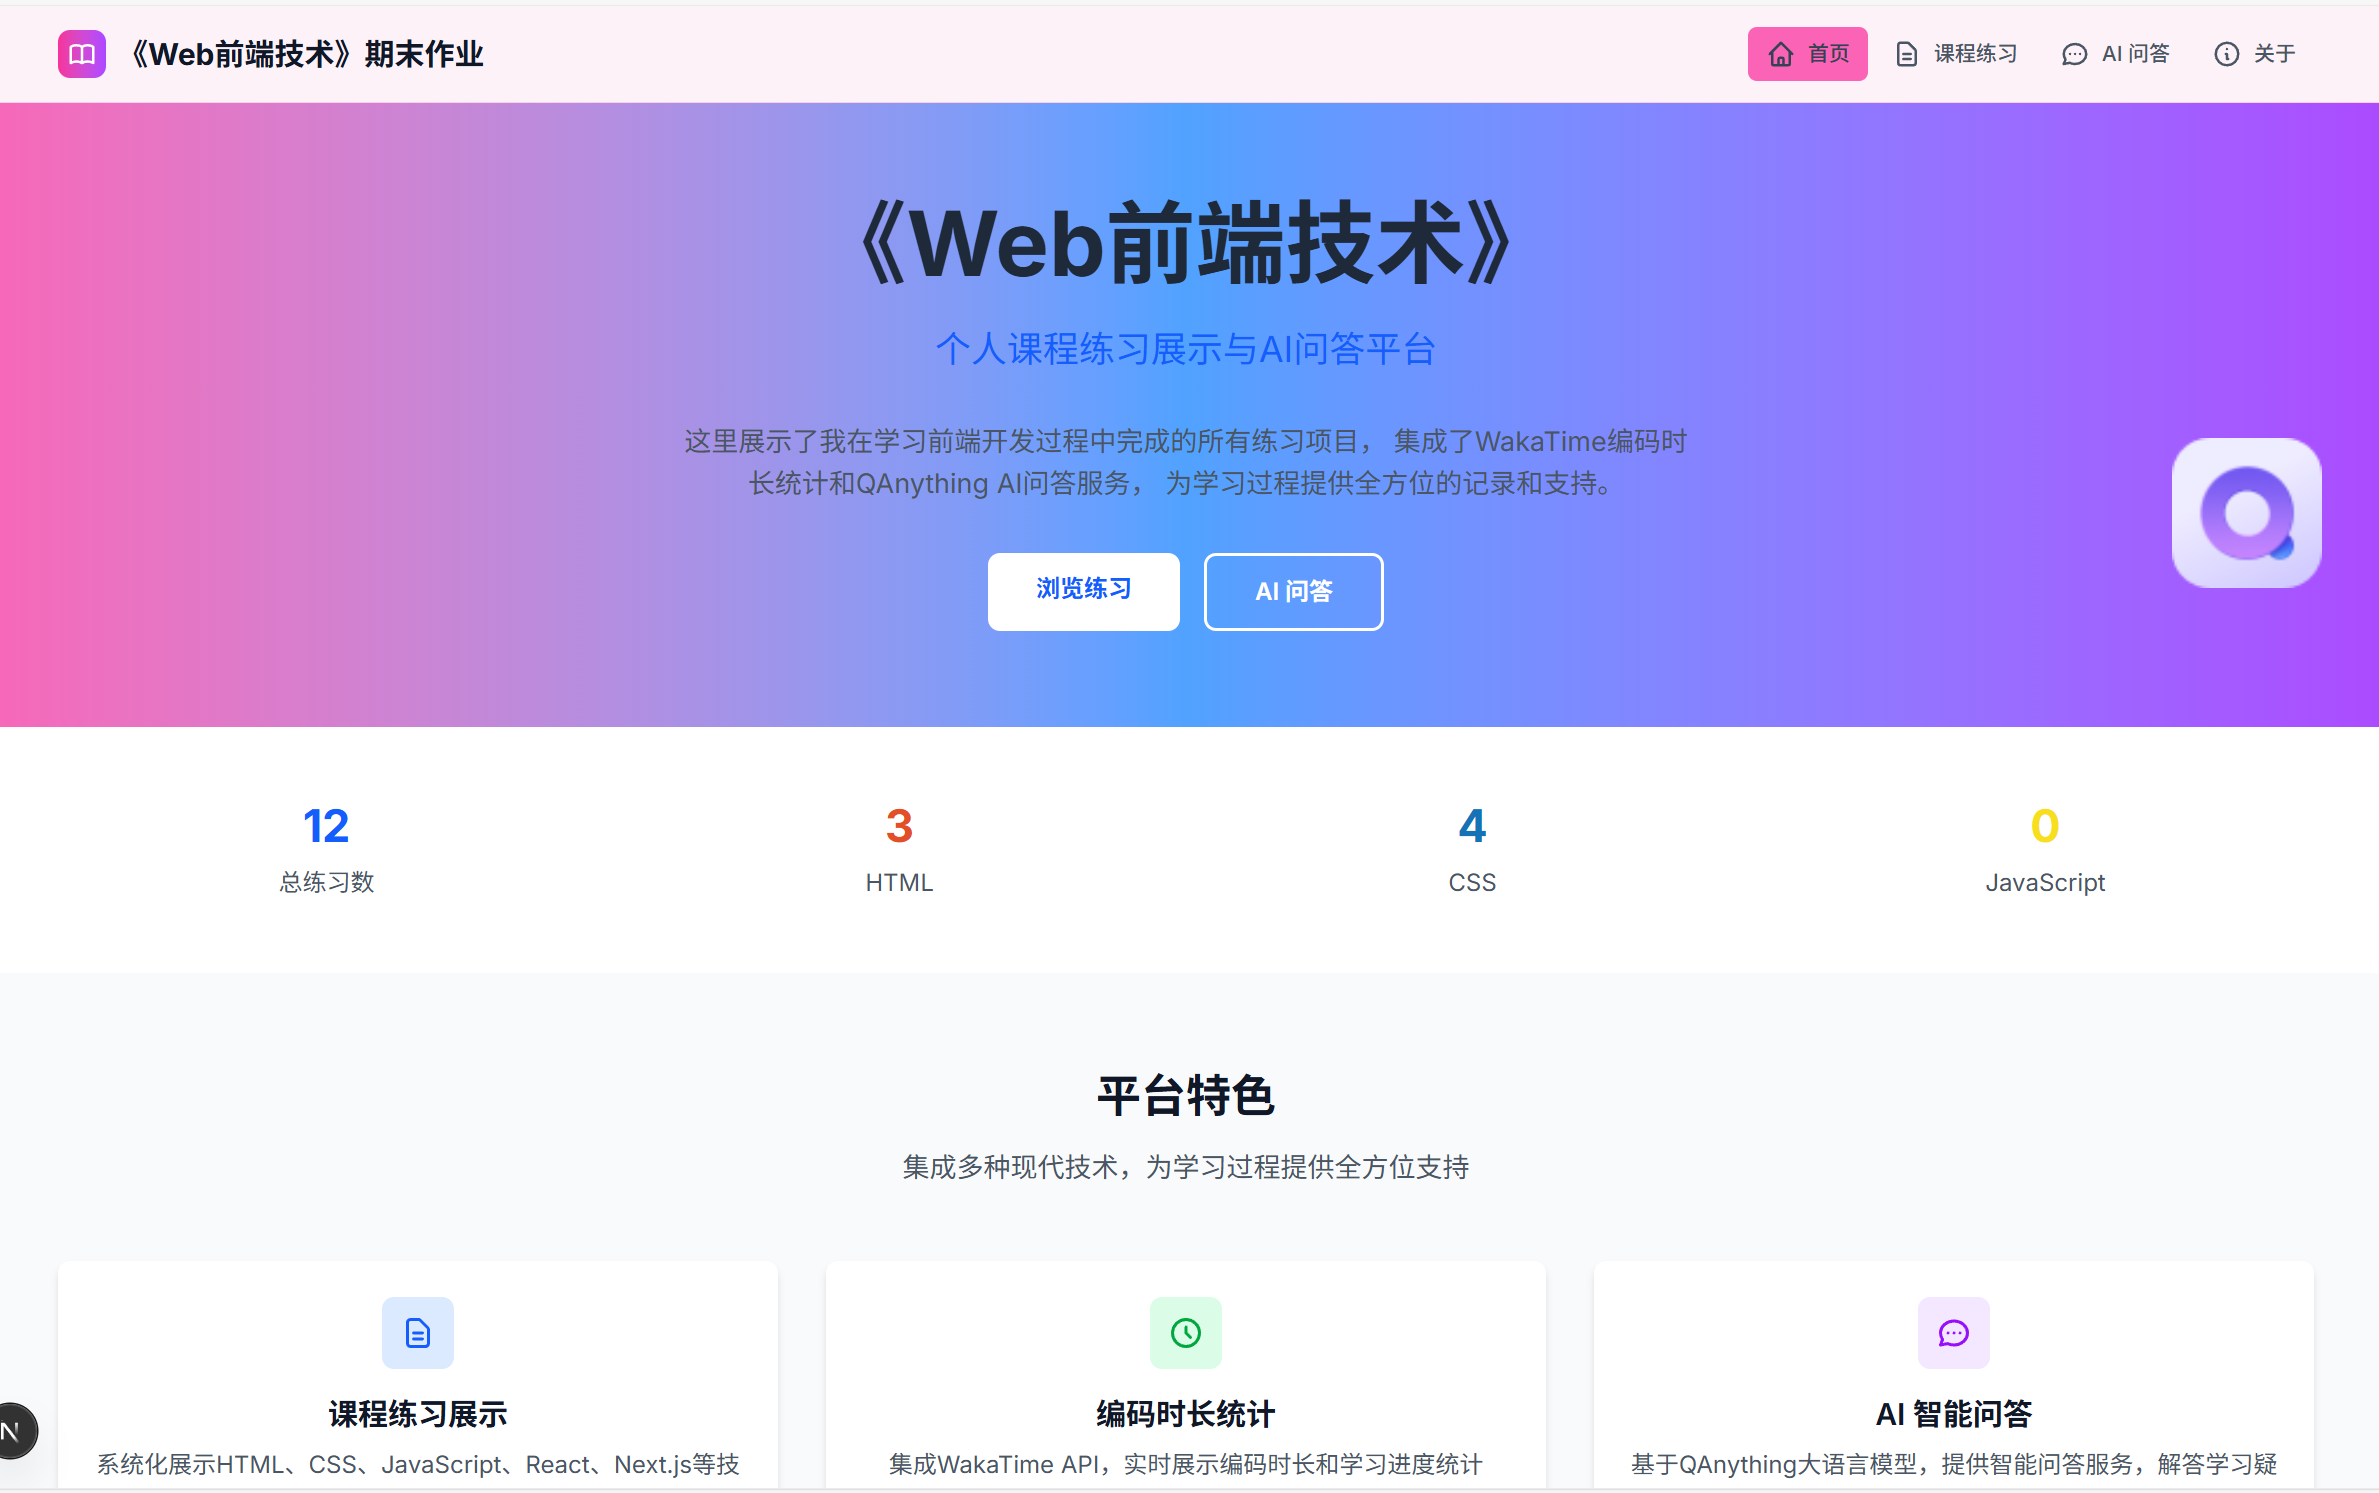 《Web前端技术》期末作业
首页
课程练习
AI 问答
关于
《Web前端技术》
个人课程练习展示与AI问答平台
这里展示了我在学习前端开发过程中完成的所有练习项目， 集成了WakaTime编码时
长统计和QAnything AI问答服务， 为学习过程提供全方位的记录和支持。
浏览练习
AI 问答
12
总练习数
3
HTML
4
CSS
0
JavaScript
平台特色
集成多种现代技术，为学习过程提供全方位支持
课程练习展示
系统化展示HTML、CSS、JavaScript、React、Next.js等技
编码时长统计
集成WakaTime API，实时展示编码时长和学习进度统计
AI 智能问答
基于QAnything大语言模型，提供智能问答服务，解答学习疑
N